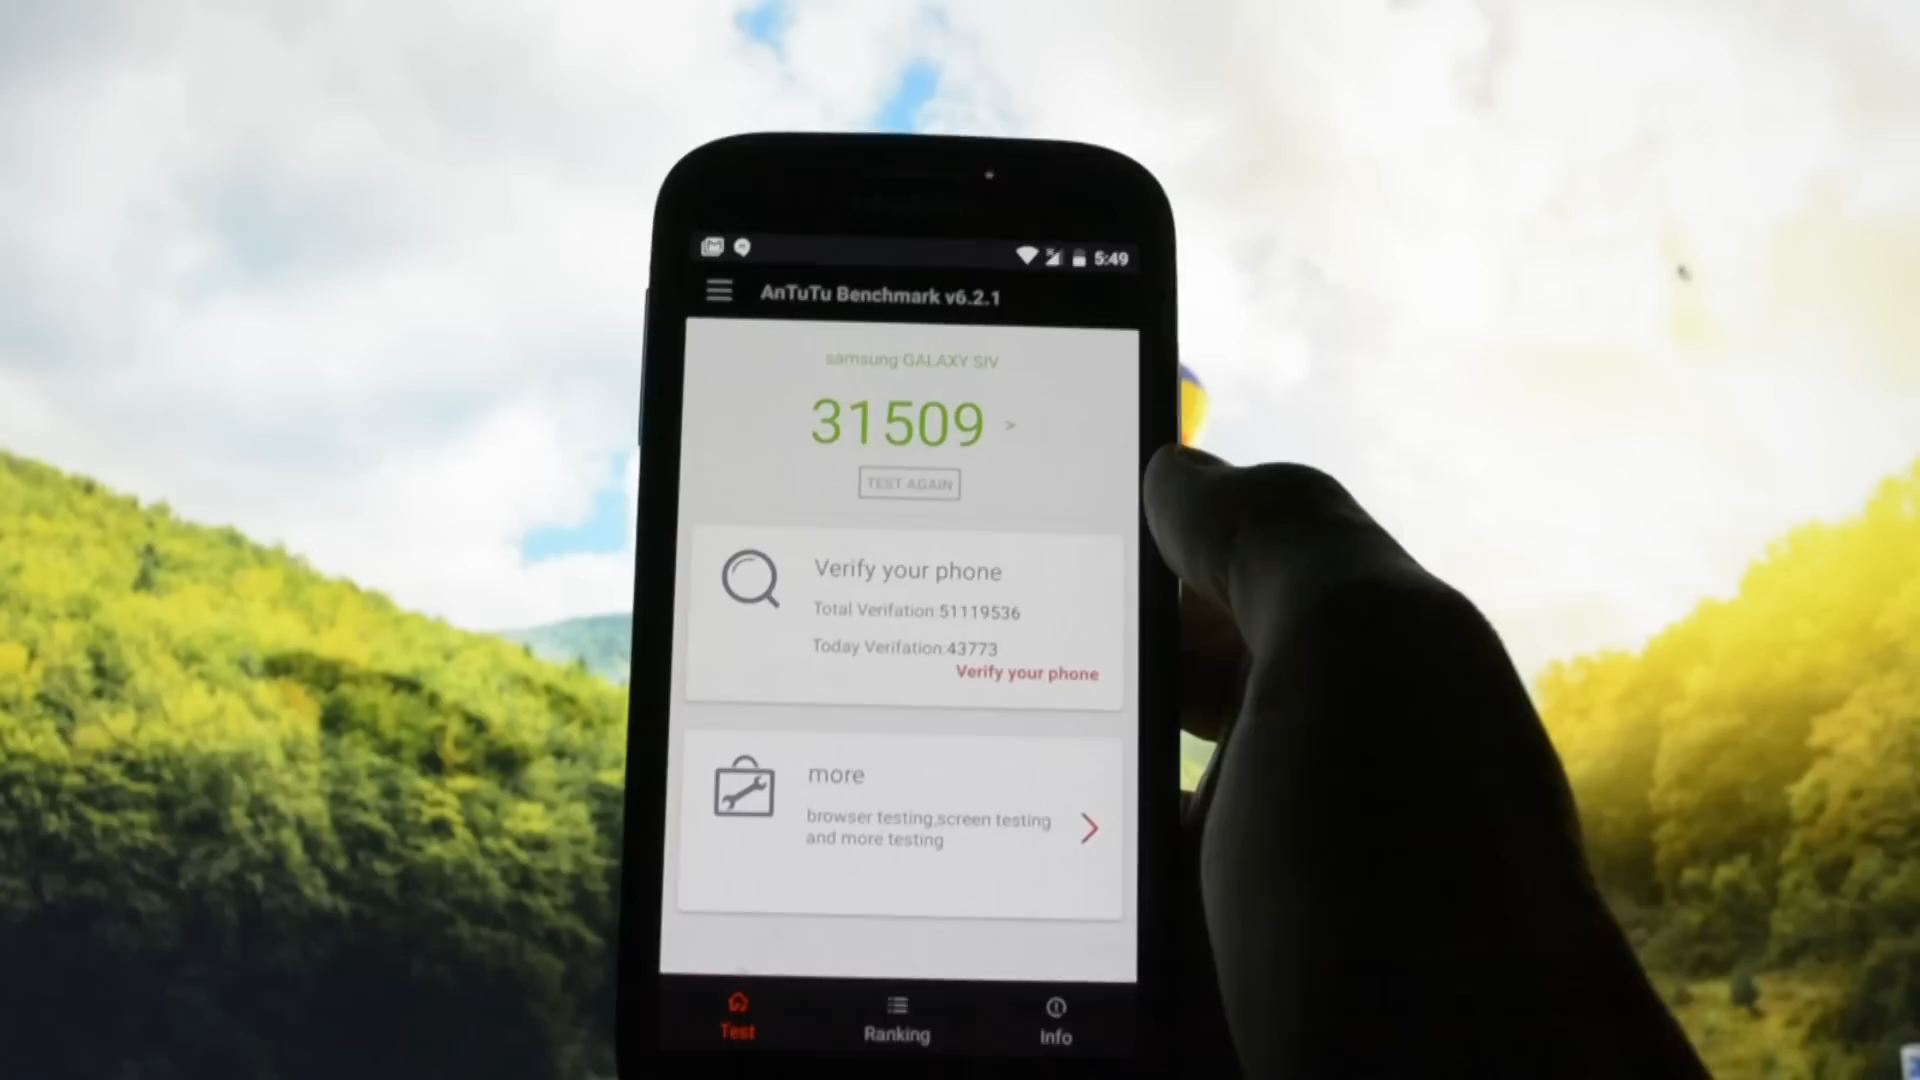 5:49
AnTuTu Benchmark v6.2.1
samsung GALAXY SIV
31509 >
TEST AGAIN
Verify your phone
Total Verifation:51119536
Today Verifation:43773
Verify your phone
more
browser testing,screen testing
and more testing
Test
Ranking
Info